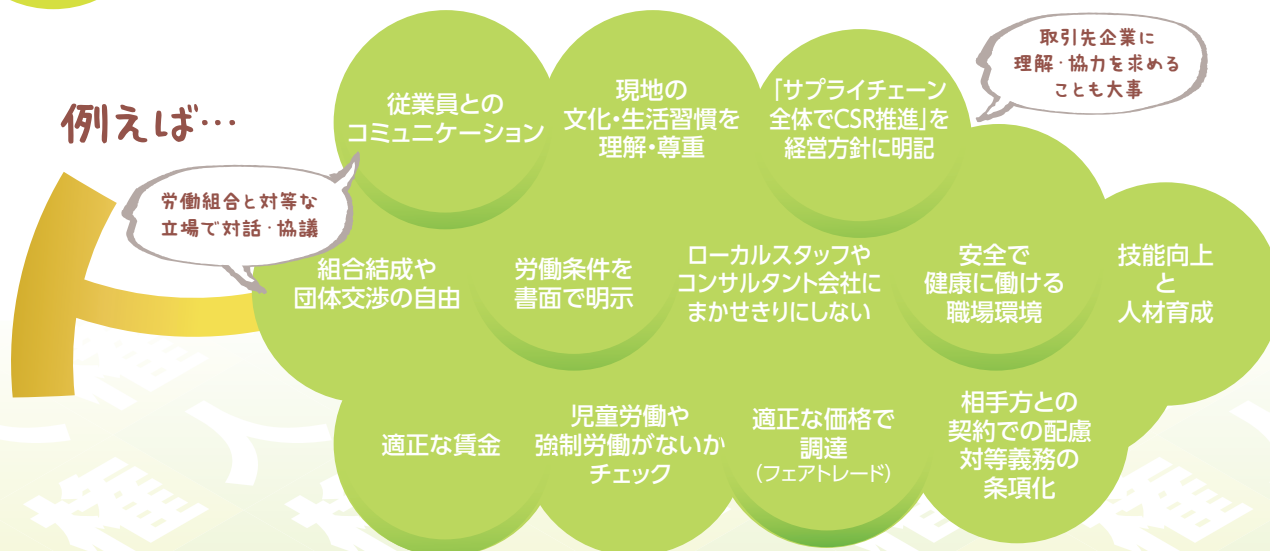 例えば…
従業員との
コミュニケーション
現地の
文化・生活習慣を
理解・尊重
「サプライチェーン
全体でCSR推進」を
経営方針に明記
取引先企業に
理解・協力を求める
ことも大事
労働組合と対等な
立場で対話・協議
組合結成や
団体交渉の自由
労働条件を
書面で明示
ローカルスタッフや
コンサルタント会社に
まかせきりにしない
安全で
健康に働ける
職場環境
技能向上
と
人材育成
適正な賃金
児童労働や
強制労働がないか
チェック
適正な価格で
調達
(フェアトレード)
相手方との
契約での配慮
対等義務の
条項化